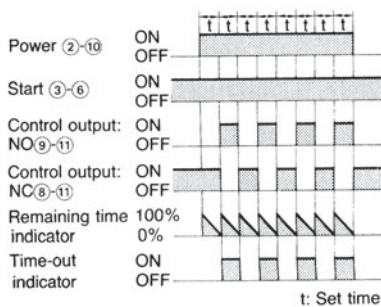 t t t t t t t
Power ②-⑩ ON
OFF
Start ③-⑥ ON
OFF
Control output: ON
NO⑨-⑪ OFF
Control output: ON
NC⑧-⑪ OFF
Remaining time 100%
indicator 0%
Time-out ON
indicator OFF
t: Set time